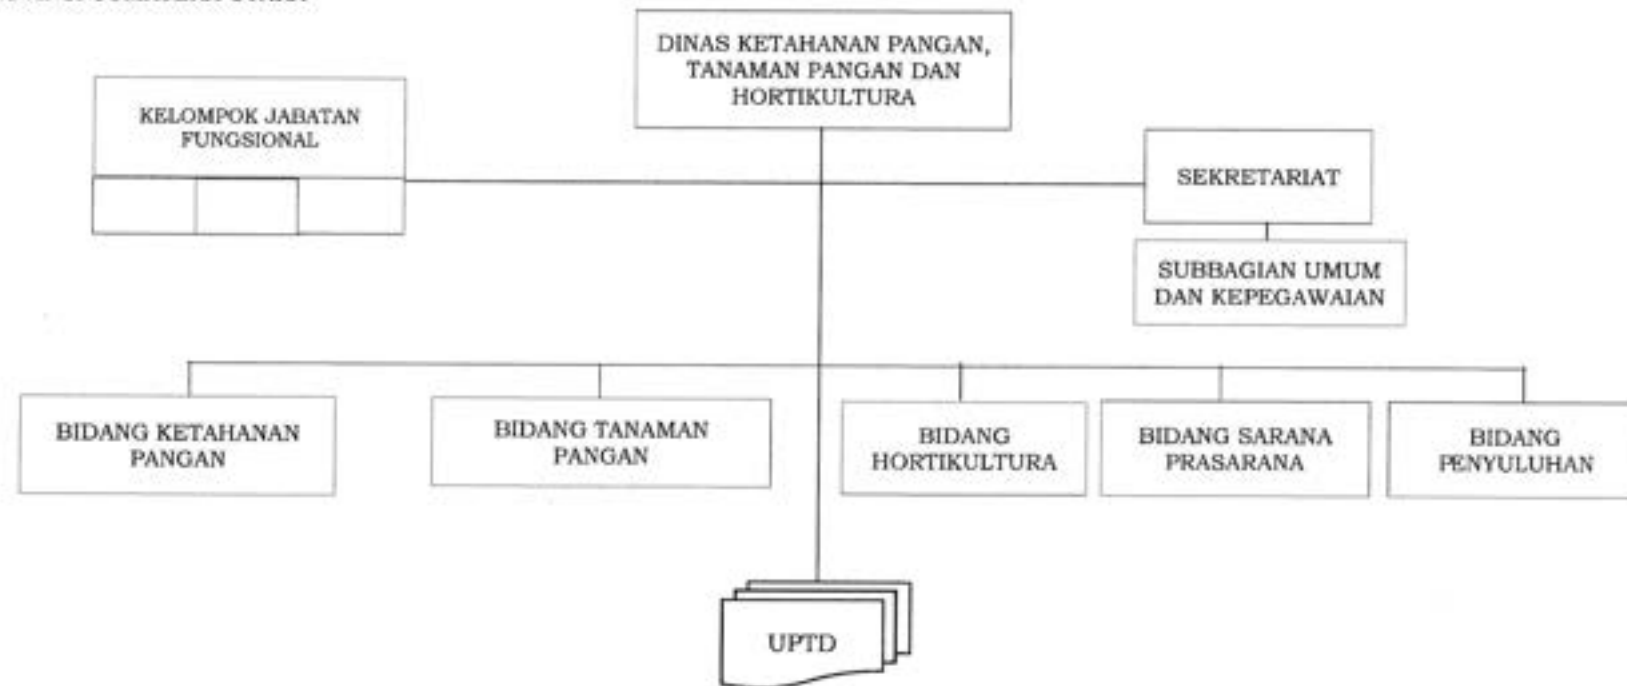 DINAS KETAHANAN PANGAN,
TANAMAN PANGAN DAN
HORTIKULTURA
KELOMPOK JABATAN
FUNGSIONAL
SEKRETARIAT
SUBBAGIAN UMUM
DAN KEPEGAWAIAN
BIDANG KETAHANAN
PANGAN
BIDANG TANAMAN
PANGAN
BIDANG
HORTIKULTURA
BIDANG SARANA
PRASARANA
BIDANG
PENYULUHAN
UPTD